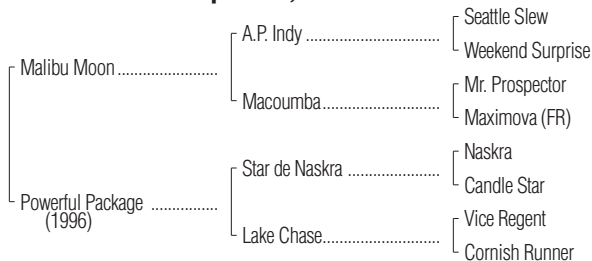 Seattle Slew
A.P. Indy ..............................
Weekend Surprise
Malibu Moon ......................
Mr. Prospector
Macoumba ..........................
Maximova (FR)
Naskra
Star de Naskra ....................
Candle Star
Powerful Package ...............
(1996)
Vice Regent
Lake Chase..........................
Cornish Runner